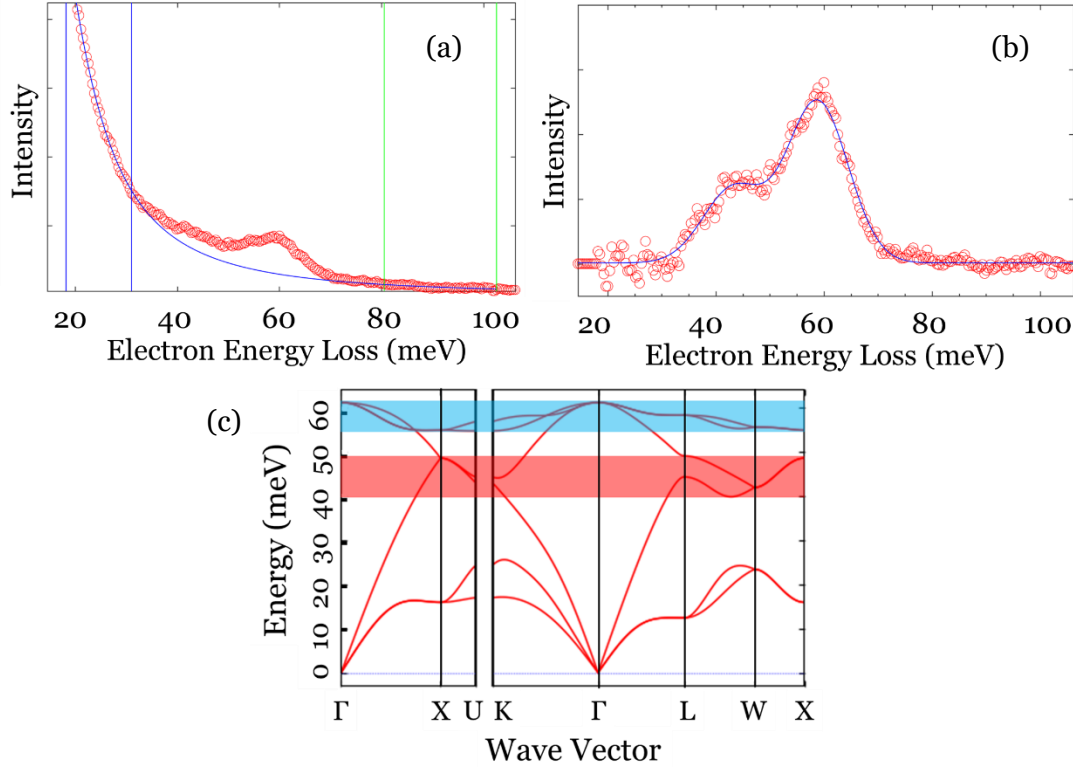 (a)
Intensity
20 40 60 80 100
Electron Energy Loss (meV)
(b)
Intensity
20 40 60 80 100
Electron Energy Loss (meV)
(c)
Energy (meV)
60
50
40
30
20
10
0
Γ X U K Γ L W X
Wave Vector